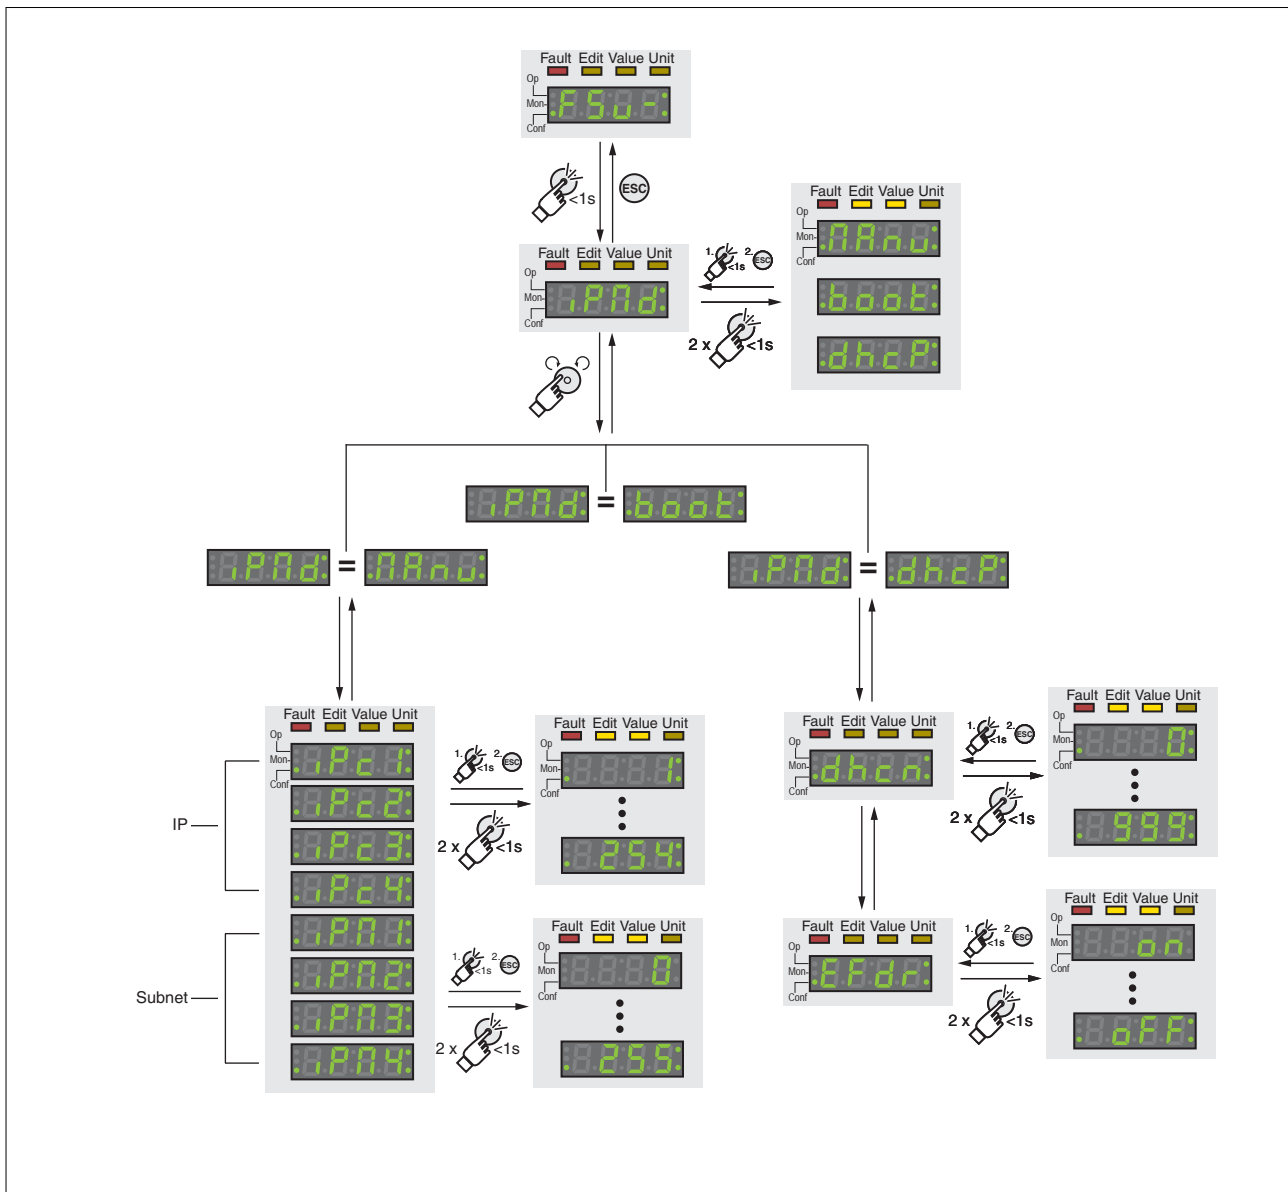 Fault Edit Value Unit
Op
Mon
Conf
FSu-
<1s
ESC
Fault Edit Value Unit
Op
Mon
Conf
iPMd
1. <1s 2. ESC
2 x <1s
Fault Edit Value Unit
Op
Mon
Conf
MAnu
boot
dhcP
iPMd = boot
iPMd = MAnu
iPMd = dhcP
Fault Edit Value Unit
Op
Mon
Conf
IP
iPc1
iPc2
iPc3
iPc4
Subnet
iPM1
iPM2
iPM3
iPM4
1. <1s 2. ESC
2 x <1s
Fault Edit Value Unit
Op
Mon
Conf
1
254
1. <1s 2. ESC
2 x <1s
Fault Edit Value Unit
Op
Mon
Conf
0
255
Fault Edit Value Unit
Op
Mon
Conf
dhcn
1. <1s 2. ESC
2 x <1s
Fault Edit Value Unit
Op
Mon
Conf
0
999
Fault Edit Value Unit
Op
Mon
Conf
EFdr
1. <1s 2. ESC
2 x <1s
Fault Edit Value Unit
Op
Mon
Conf
on
oFF